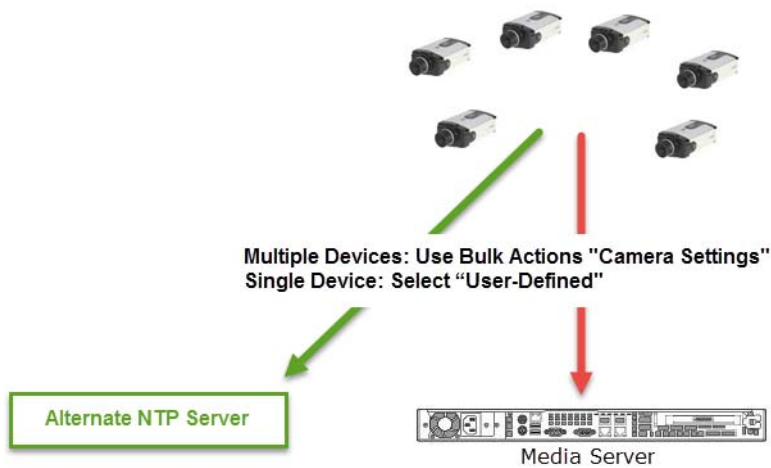 Multiple Devices: Use Bulk Actions "Camera Settings"
Single Device: Select “User-Defined"
Alternate NTP Server
Media Server